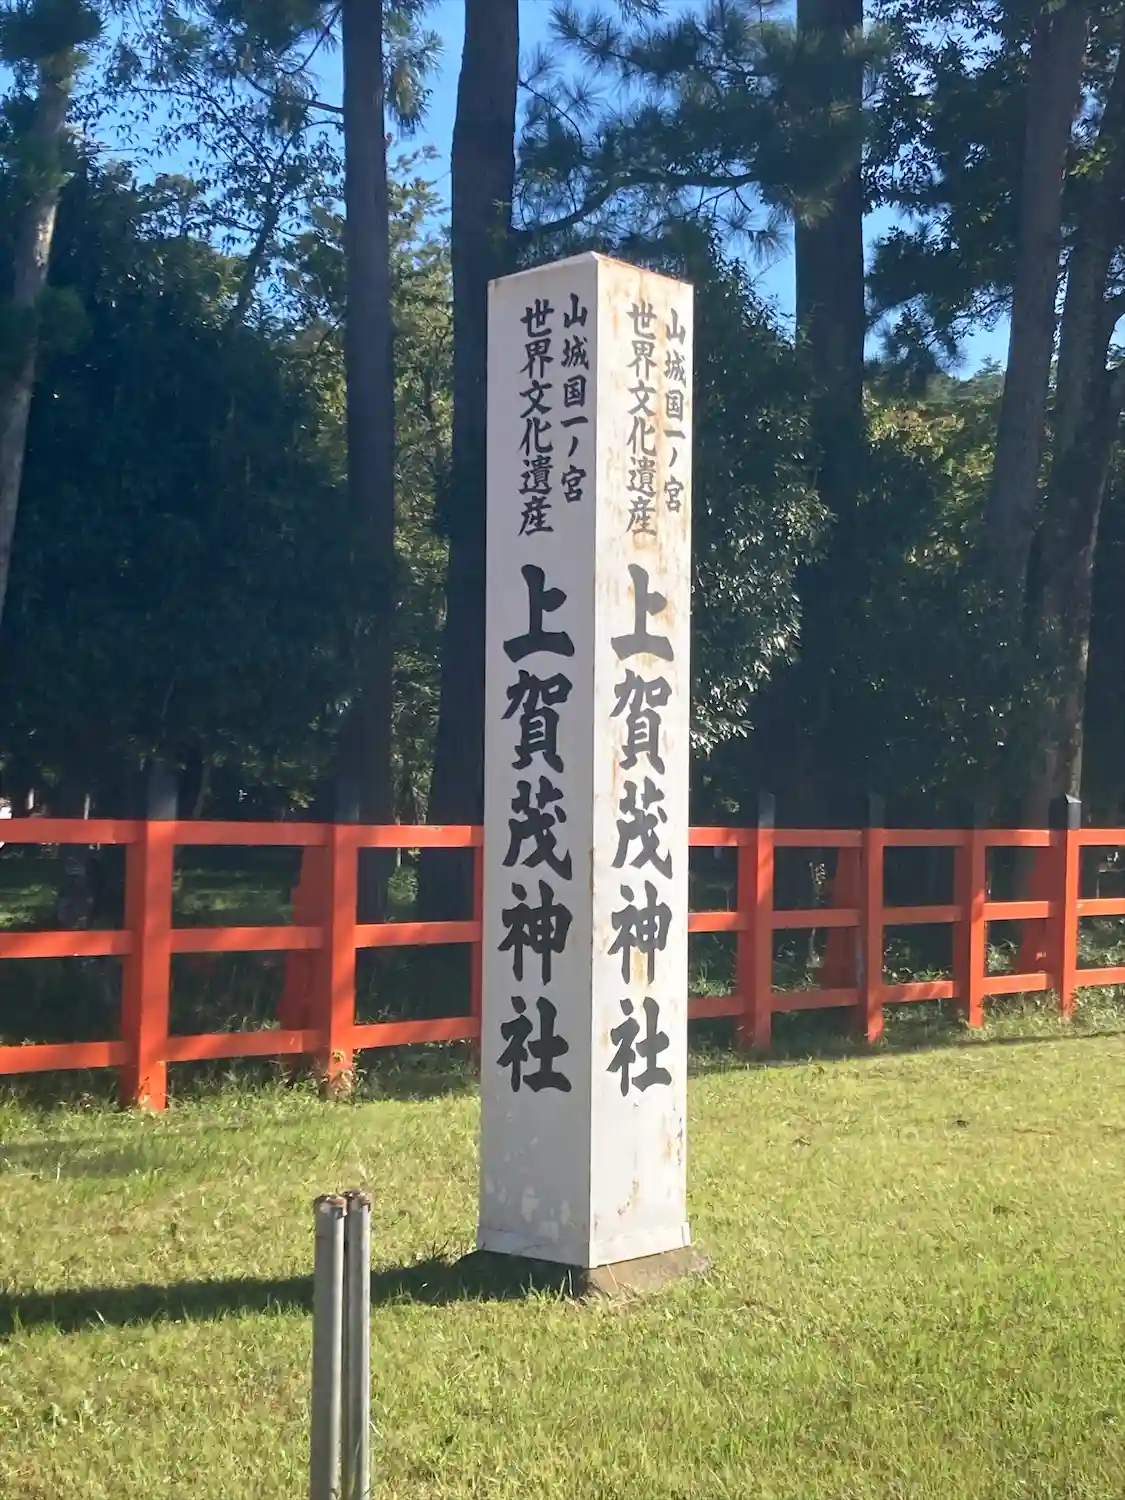 山城国一ノ宮
世界文化遺産
上賀茂神社
山城国一ノ宮
世界文化遺産
上賀茂神社